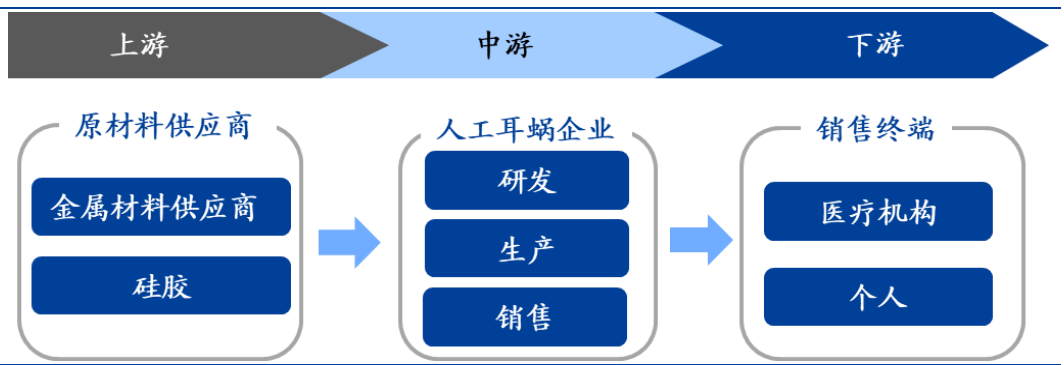 上游
中游
下游
原材料供应商
金属材料供应商
硅胶
人工耳蜗企业
研发
生产
销售
销售终端
医疗机构
个人